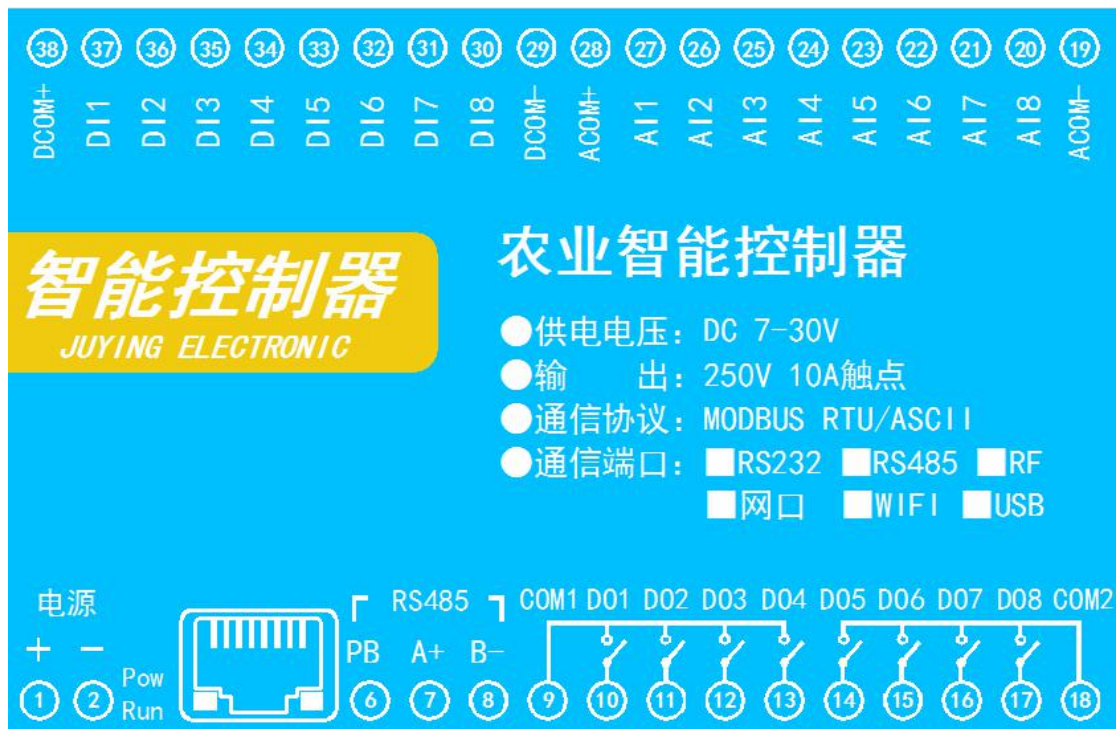 38 37 36 35 34 33 32 31 30 29 28 27 26 25 24 23 22 21 20 19
DCOM+ DI1 DI2 DI3 DI4 DI5 DI6 DI7 DI8 DCOM- ACOM+ AI1 AI2 AI3 AI4 AI5 AI6 AI7 AI8 ACOM-
智能控制器
JUYING ELECTRONIC
农业智能控制器
●供电电压：DC 7-30V
●输　　出：250V 10A触点
●通信协议：MODBUS RTU/ASCII
●通信端口：■RS232 ■RS485 ■RF
■网口 ■WIFI ■USB
电源
+ -
Pow
Run
RS485
PB A+ B-
COM1 DO1 DO2 DO3 DO4 DO5 DO6 DO7 DO8 COM2
1 2 6 7 8 9 10 11 12 13 14 15 16 17 18